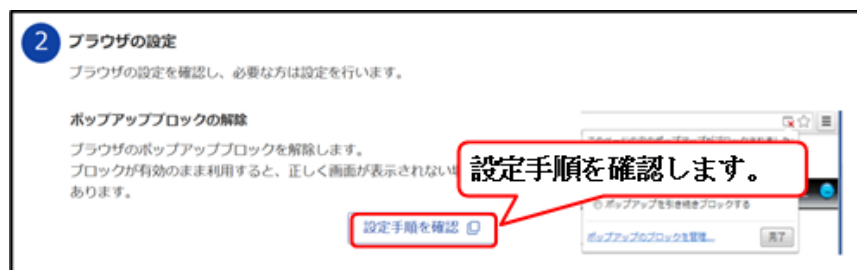 2
ブラウザの設定
ブラウザの設定を確認し、必要な方は設定を行います。
ポップアップブロックの解除
ブラウザのポップアップブロックを解除します。
ブロックが有効のまま利用すると、正しく画面が表示されない
あります。
設定手順を確認します。
設定手順を確認
ポップアップを引き続きブロックする
ポップアップのブロックを管理...
完了